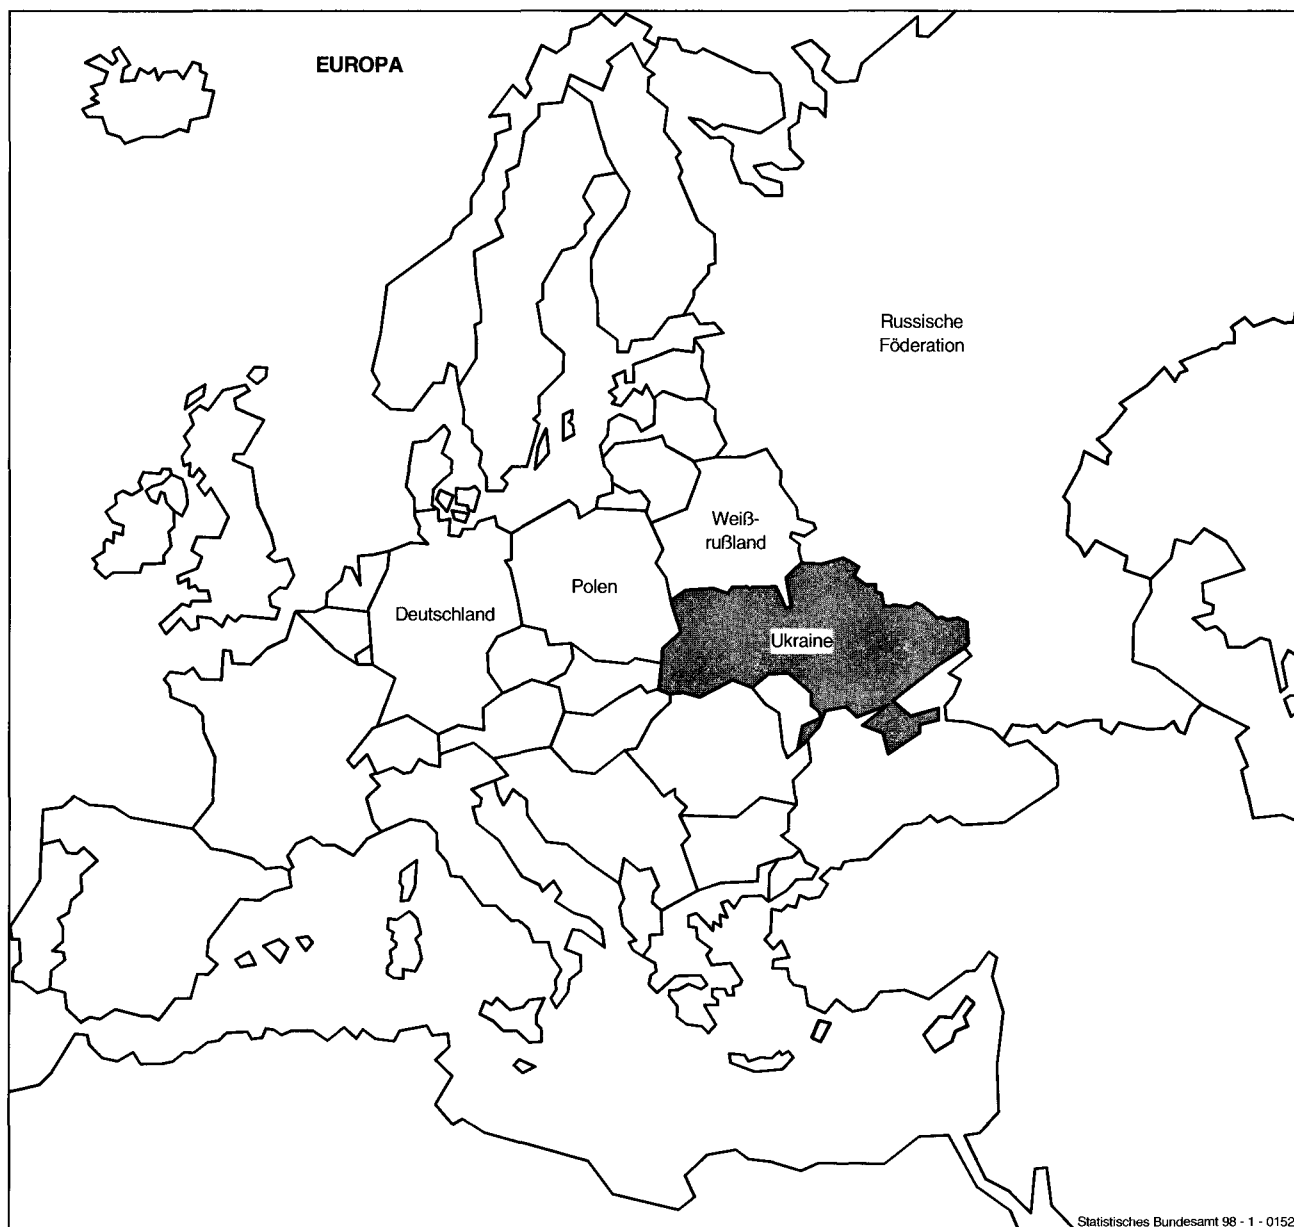 EUROPA
Russische
Föderation
Weiß-
rußland
Polen
Deutschland
Ukraine
Statistisches Bundesamt 98 - 1 - 0152